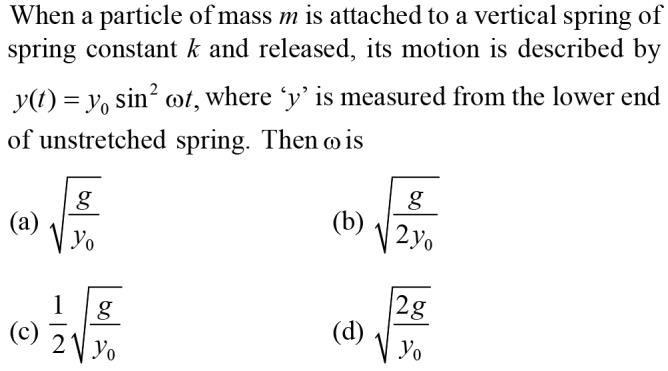 When a particle of mass m is attached to a vertical spring of
spring constant k and released, its motion is described by
y(t) = y₀ sin² ωt, where ‘y’ is measured from the lower end
of unstretched spring. Then ω is
(a) √(g/y₀) (b) √(g/2y₀)
(c) 1/2 √(g/y₀) (d) √(2g/y₀)